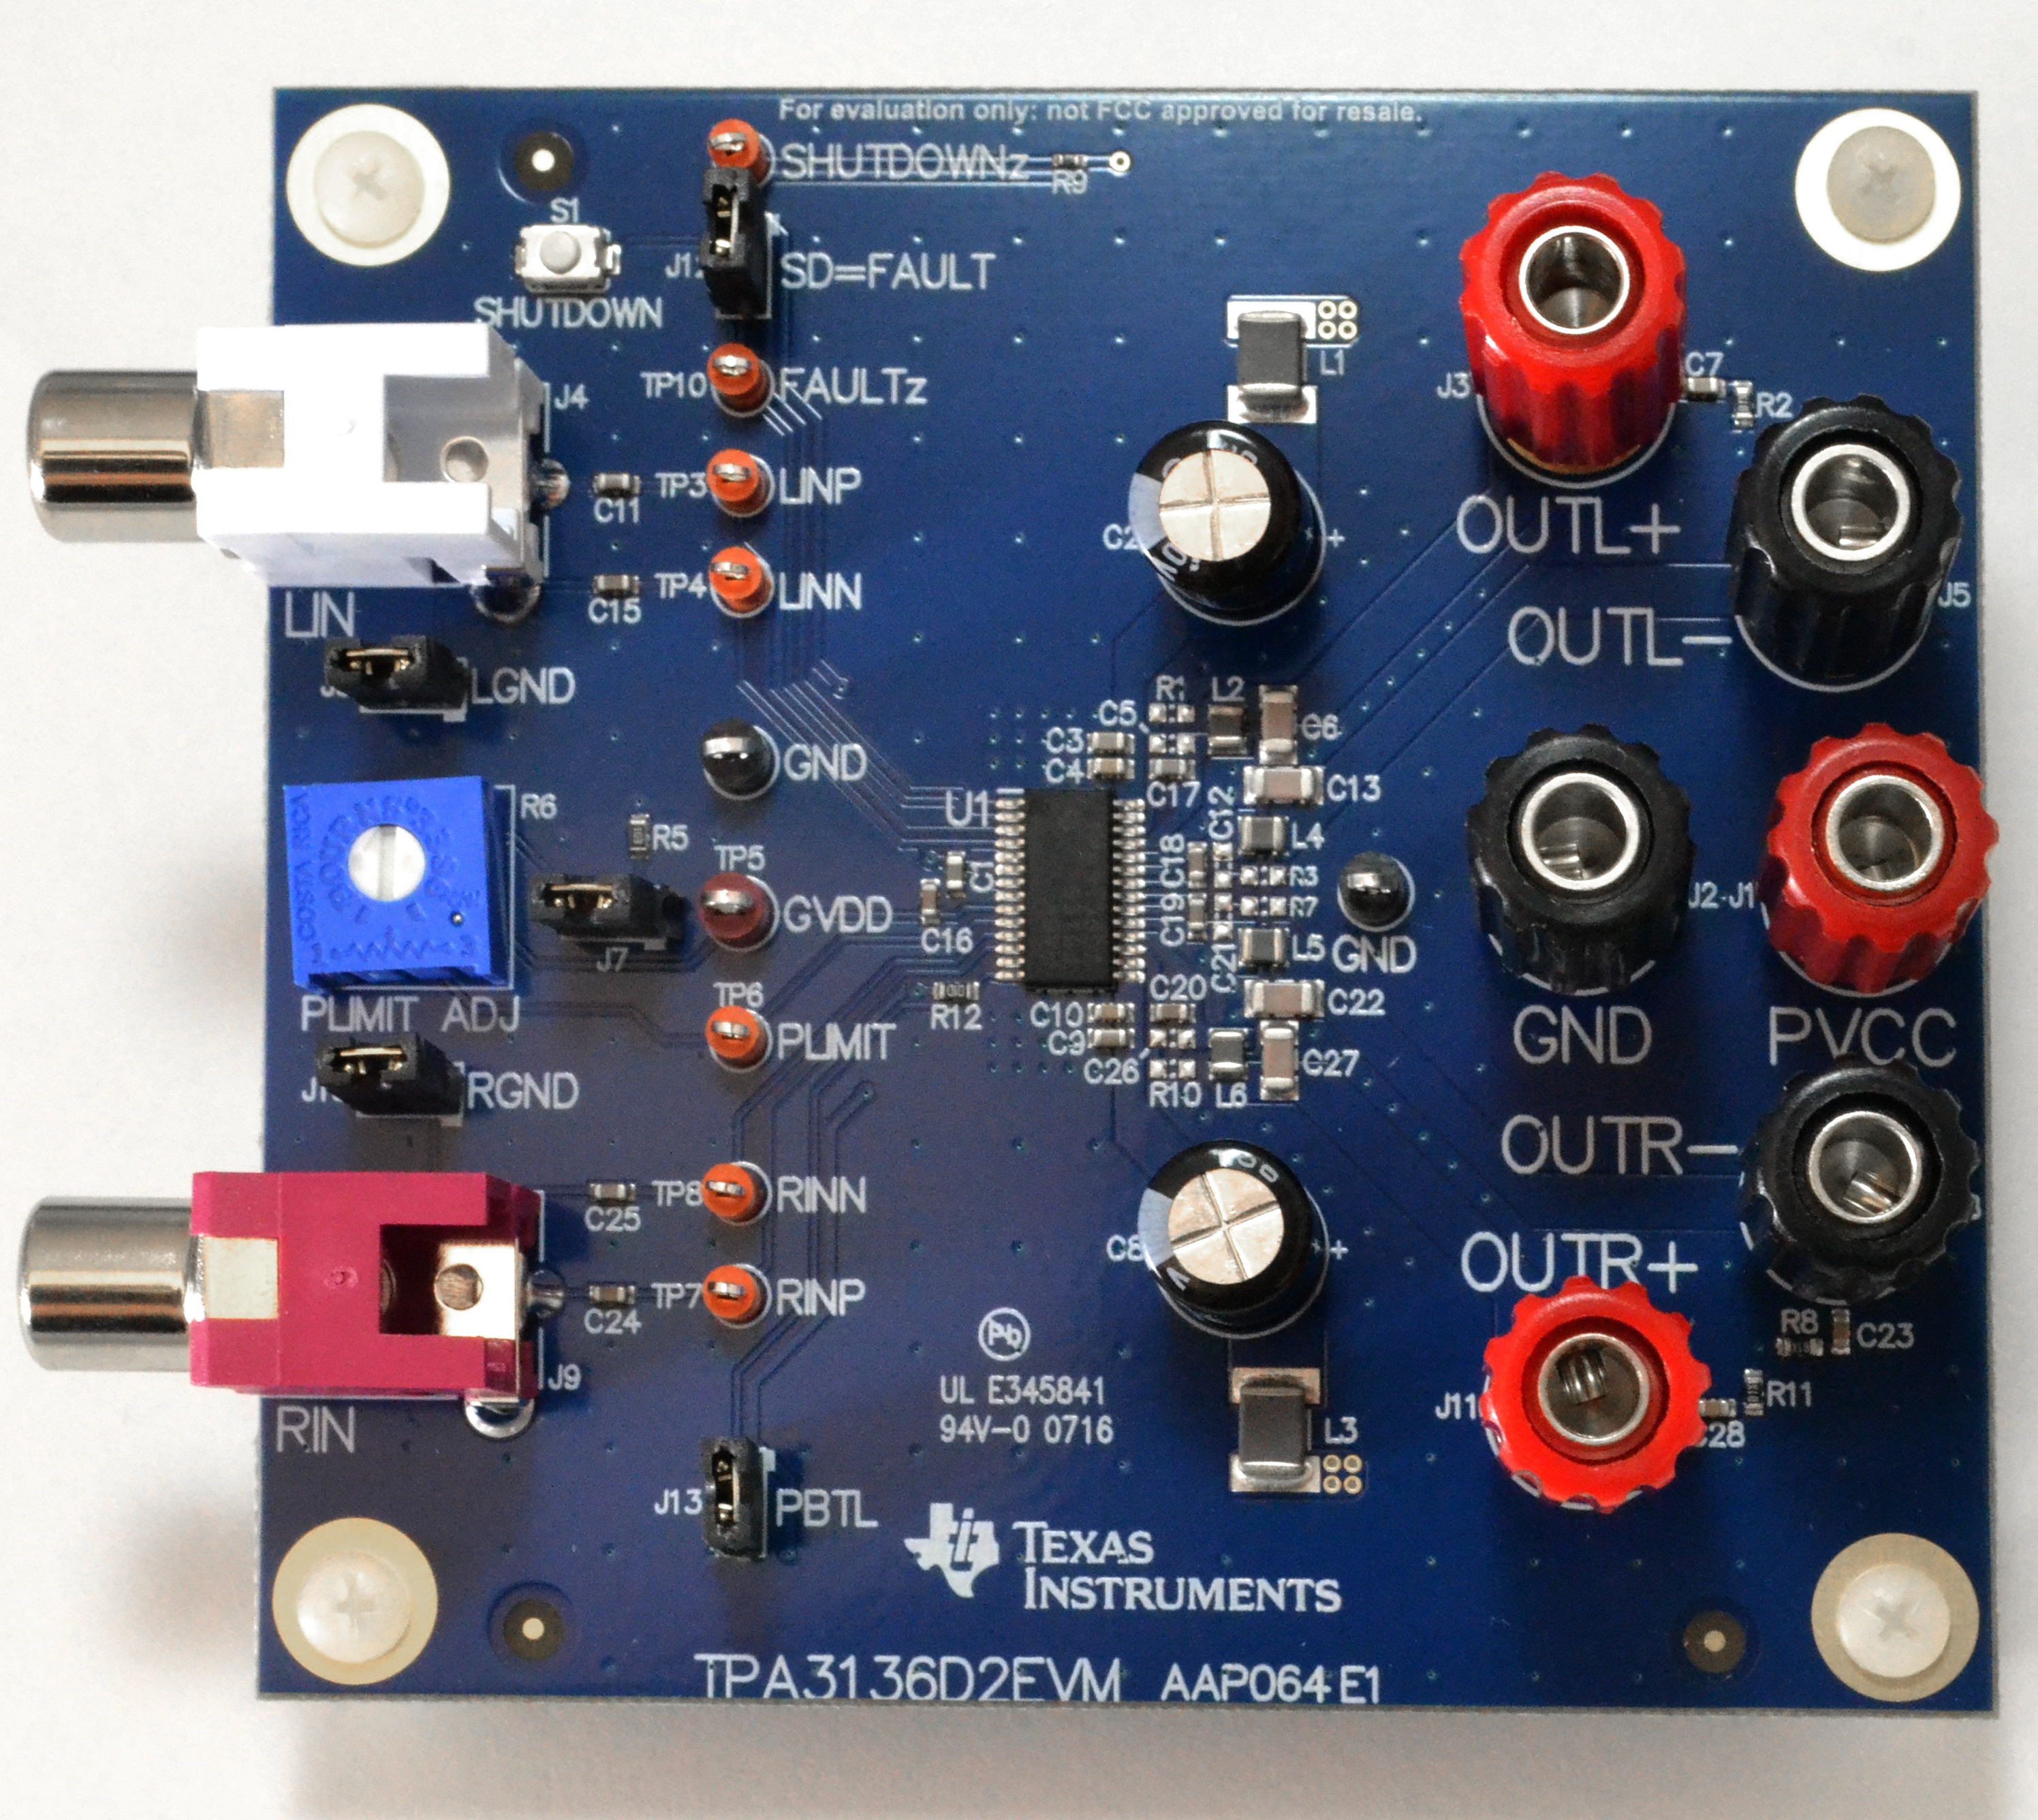 For evaluation only: not FCC approved for resale.
SHUTDOWNz
R9
S1
SHUTDOWN
SD=FAULT
L1
J4
TP10
FAULTz
J3
C7
R2
C11
TP3
LINP
OUTL+
C15
TP4
LINN
J5
LIN
OUTL-
LGND
R1
L2
C5
C3
C6
C4
GND
C17
C13
R6
U1
C12
L4
COSTA RICA
BOURNS
R5
TP5
C1
C18
R3
J2
J1
GVDD
C19
R7
J7
C16
C21
L5
GND
PLIMIT ADJ
TP6
R12
C10
C20
C22
GND
PVCC
PLIMIT
C9
C26
C27
RGND
R10
L6
OUTR-
TP8
RINN
C25
C8
OUTR+
TP7
RINP
C24
Pb
R8
C23
J9
UL E345841
94V-0 0716
J11
R11
C28
RIN
L3
J13
PBTL
TEXAS
INSTRUMENTS
TPA3136D2EVM AAP064 E1